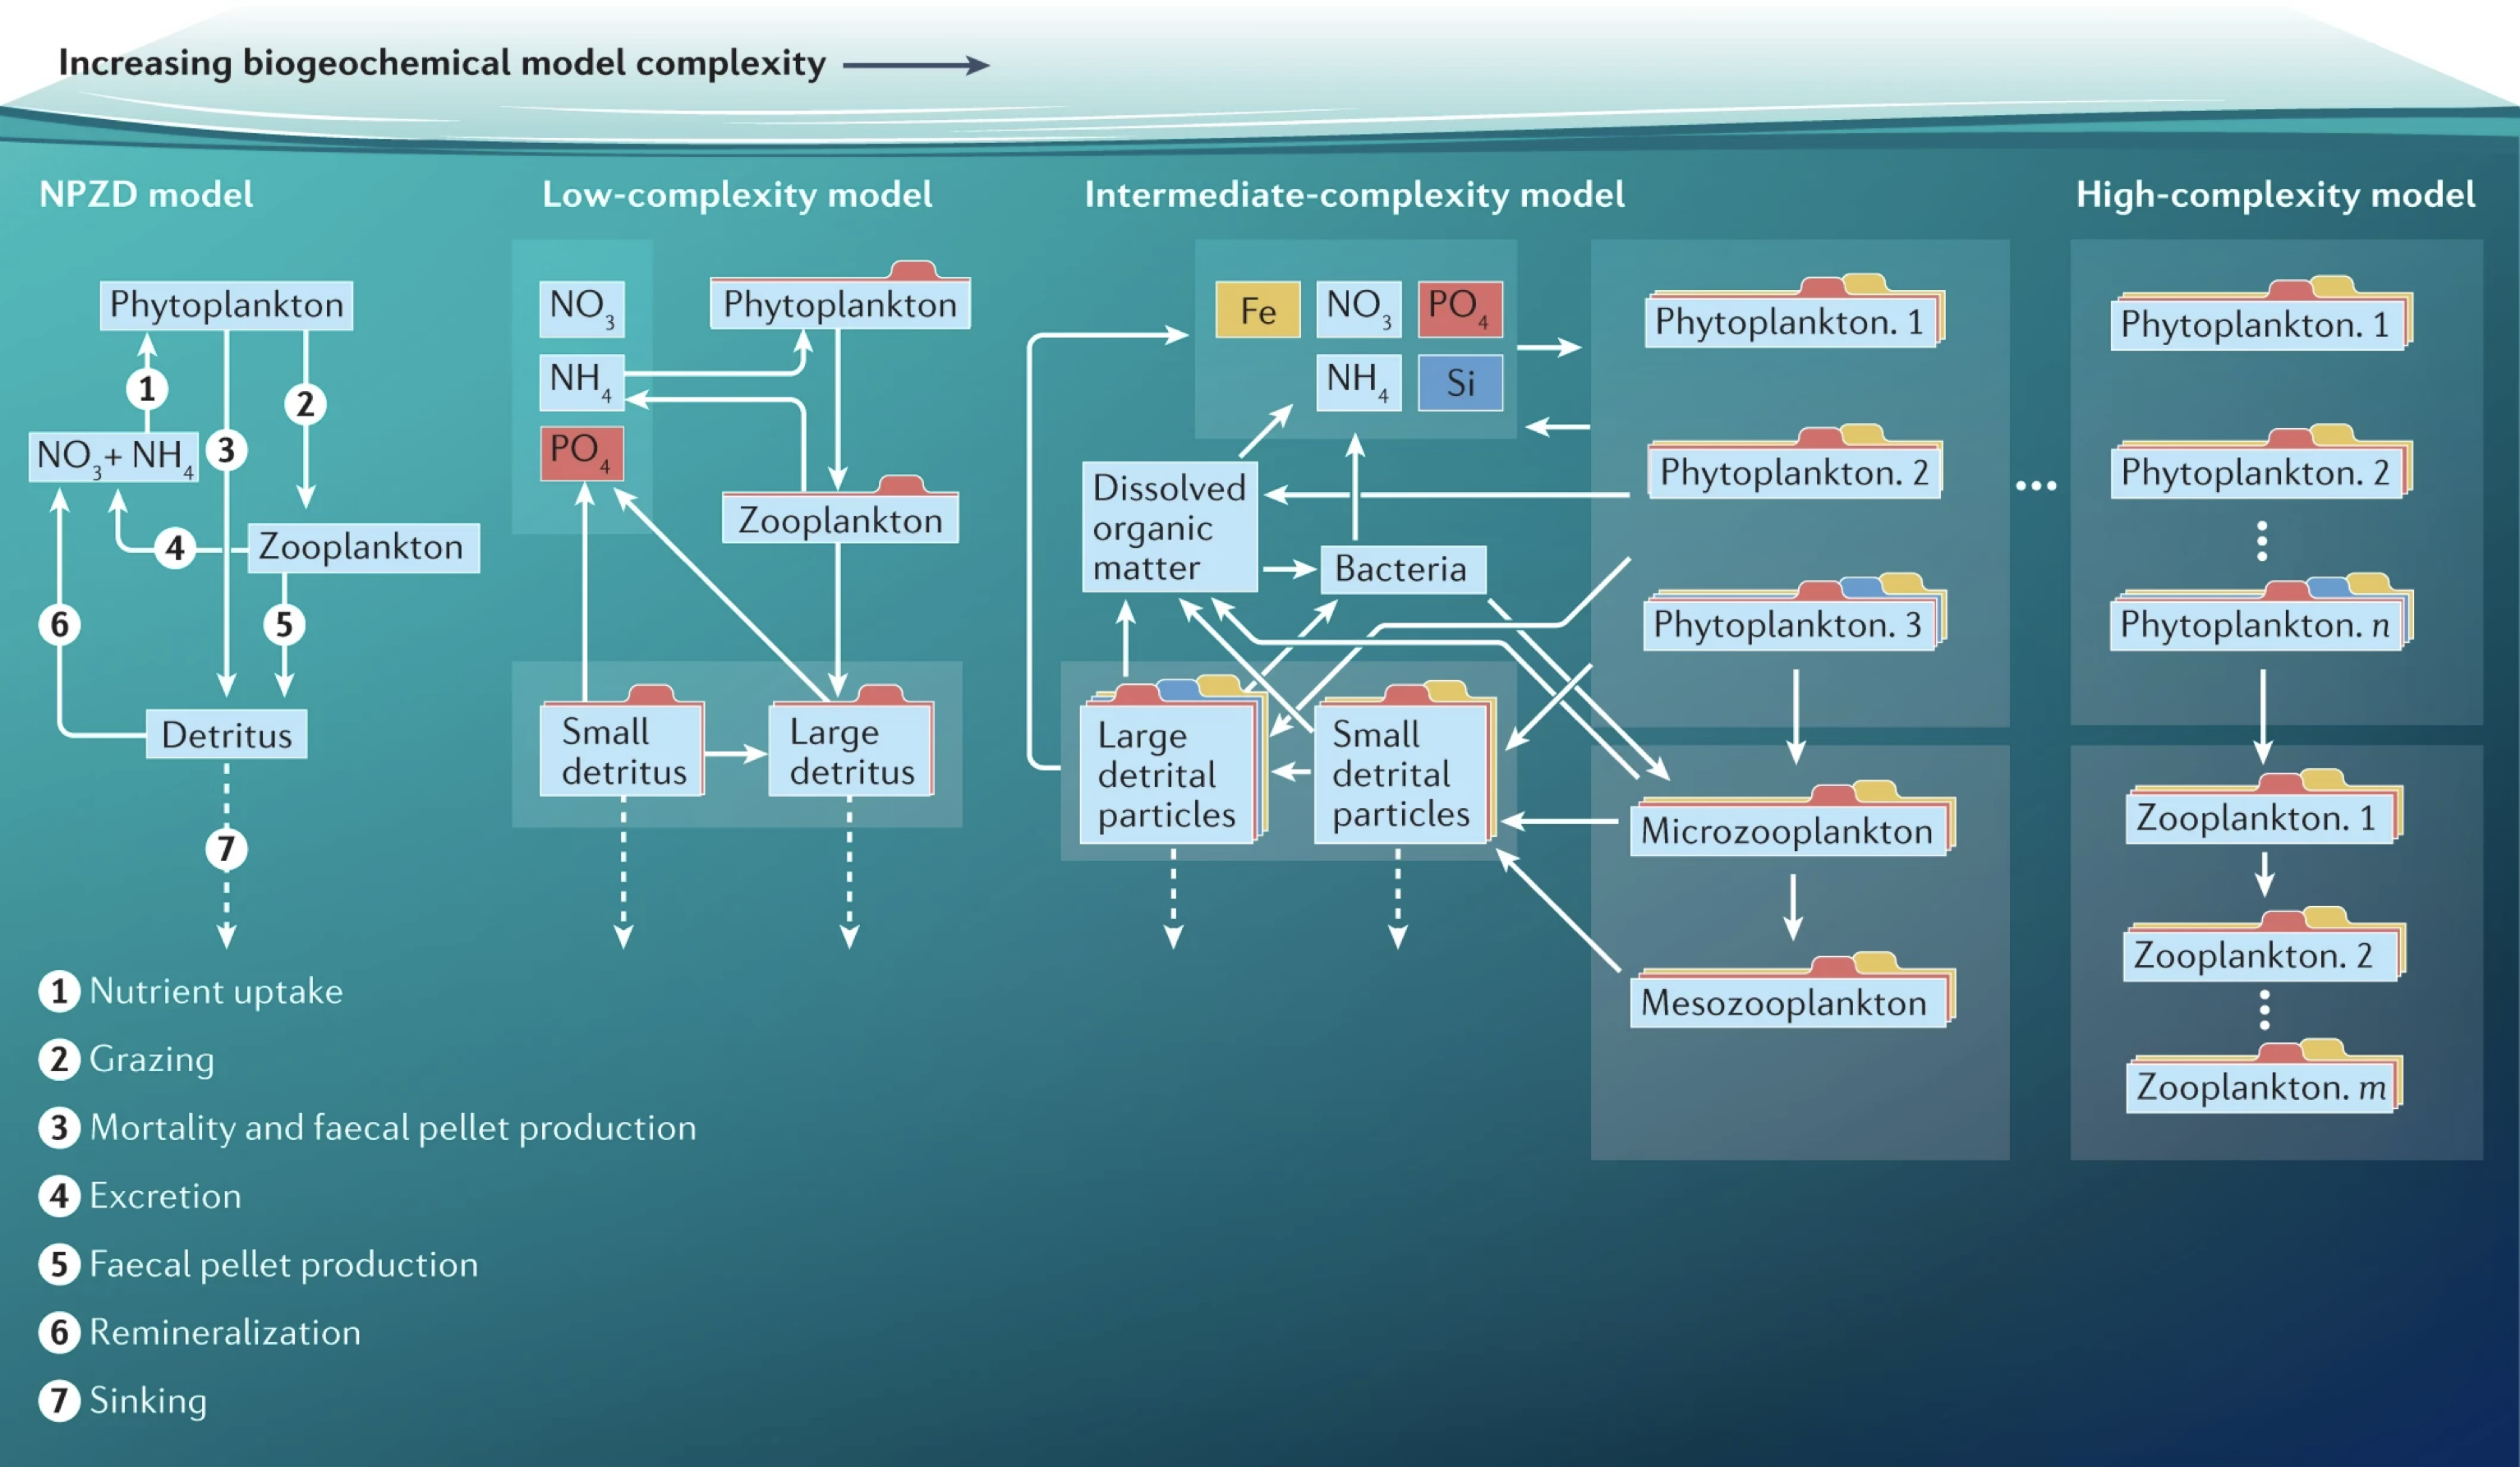 Increasing biogeochemical model complexity
NPZD model
Phytoplankton
1
2
3
NO₃ + NH₄
4
Zooplankton
6
5
Detritus
7
1 Nutrient uptake
2 Grazing
3 Mortality and faecal pellet production
4 Excretion
5 Faecal pellet production
6 Remineralization
7 Sinking
Low-complexity model
NO₃
Phytoplankton
NH₄
PO₄
Zooplankton
Small
detritus
Large
detritus
Intermediate-complexity model
Fe
NO₃
PO₄
NH₄
Si
Dissolved
organic
matter
Bacteria
Large
detrital
particles
Small
detrital
particles
Phytoplankton. 1
Phytoplankton. 2
Phytoplankton. 3
Microzooplankton
Mesozooplankton
...
High-complexity model
Phytoplankton. 1
Phytoplankton. 2
Phytoplankton. n
Zooplankton. 1
Zooplankton. 2
Zooplankton. m